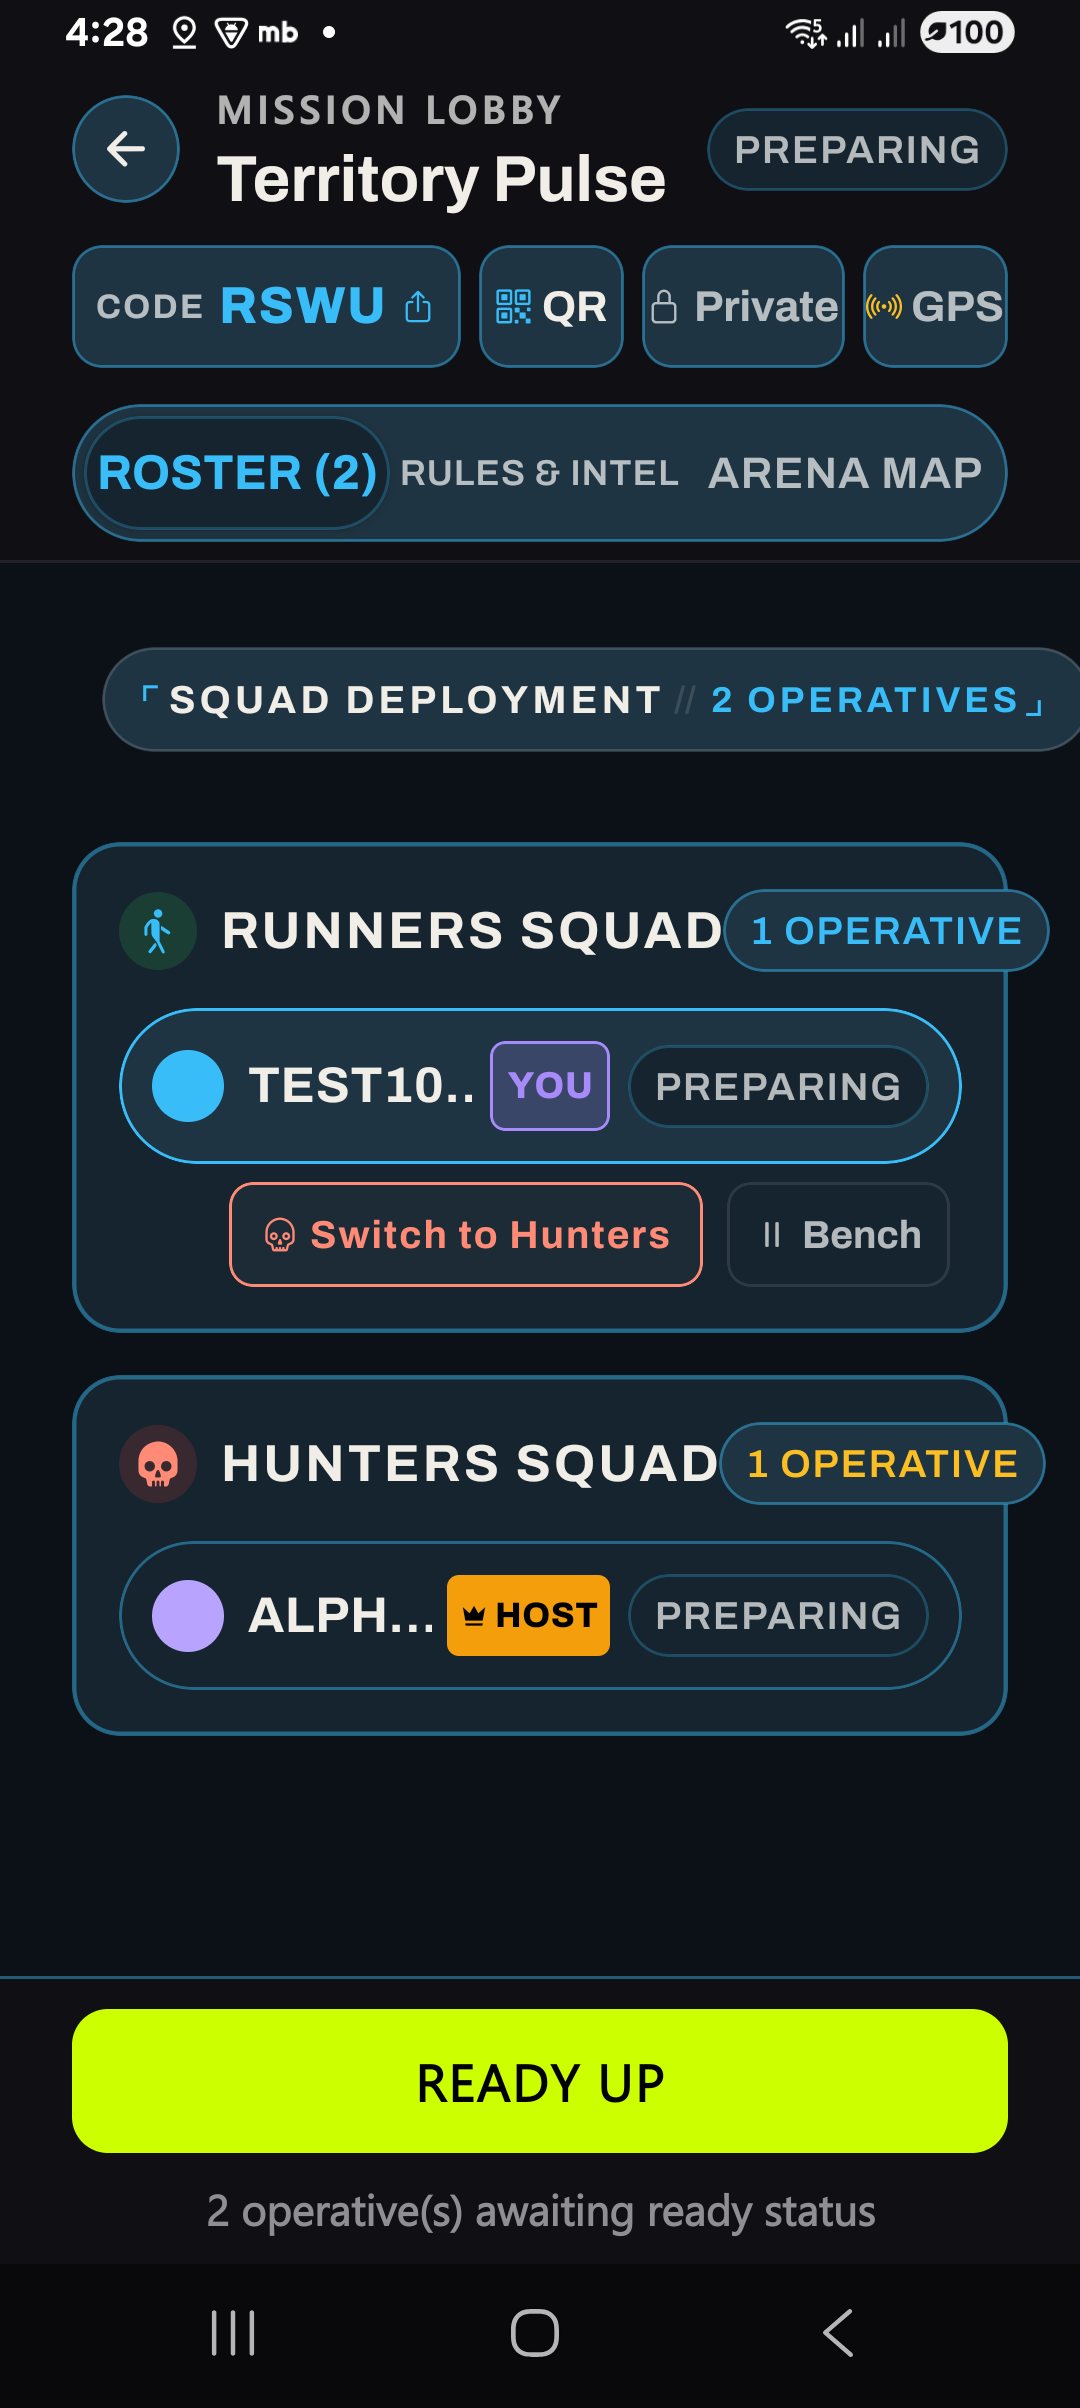 4:28 mb 5 100
MISSION LOBBY
Territory Pulse
PREPARING
CODE RSWU QR Private GPS
ROSTER (2) RULES & INTEL ARENA MAP
SQUAD DEPLOYMENT // 2 OPERATIVES
RUNNERS SQUAD 1 OPERATIVE
TEST10.. YOU PREPARING
Switch to Hunters Bench
HUNTERS SQUAD 1 OPERATIVE
ALPH... HOST PREPARING
READY UP
2 operative(s) awaiting ready status